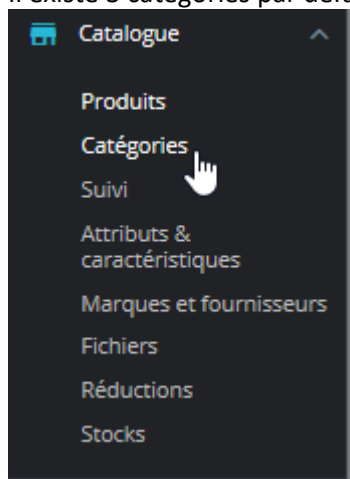 Catalogue
Produits
Catégories
Suivi
Attributs &
caractéristiques
Marques et fournisseurs
Fichiers
Réductions
Stocks